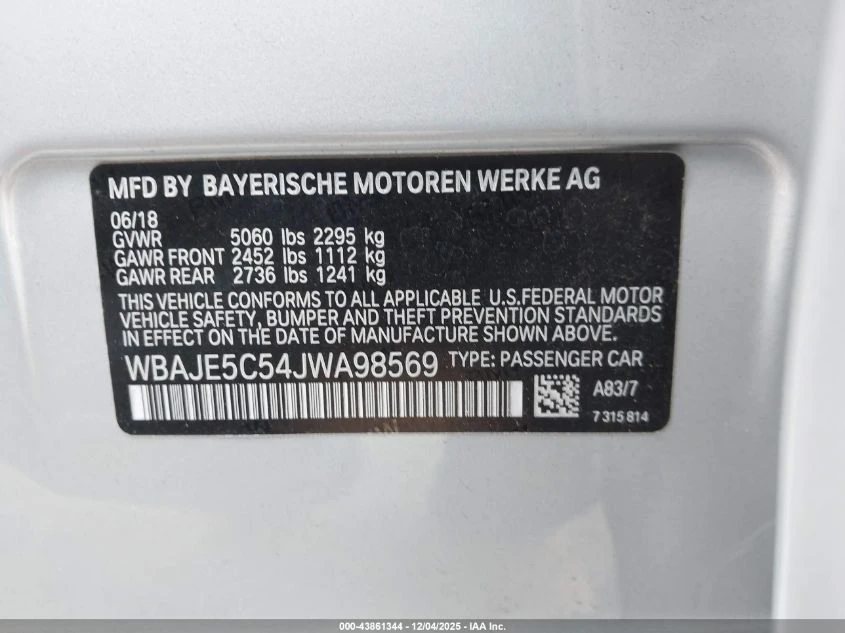 MFD BY BAYERISCHE MOTOREN WERKE AG
06/18
GVWR 5060 lbs 2295 kg
GAWR FRONT 2452 lbs 1112 kg
GAWR REAR 2736 lbs 1241 kg
THIS VEHICLE CONFORMS TO ALL APPLICABLE U.S.FEDERAL MOTOR
VEHICLE SAFETY, BUMPER AND THEFT PREVENTION STANDARDS
IN EFFECT ON THE DATE OF MANUFACTURE SHOWN ABOVE.
WBAJE5C54JWA98569 TYPE: PASSENGER CAR
A83/7
7 315 814
000-43861344 - 12/04/2025 - IAA Inc.